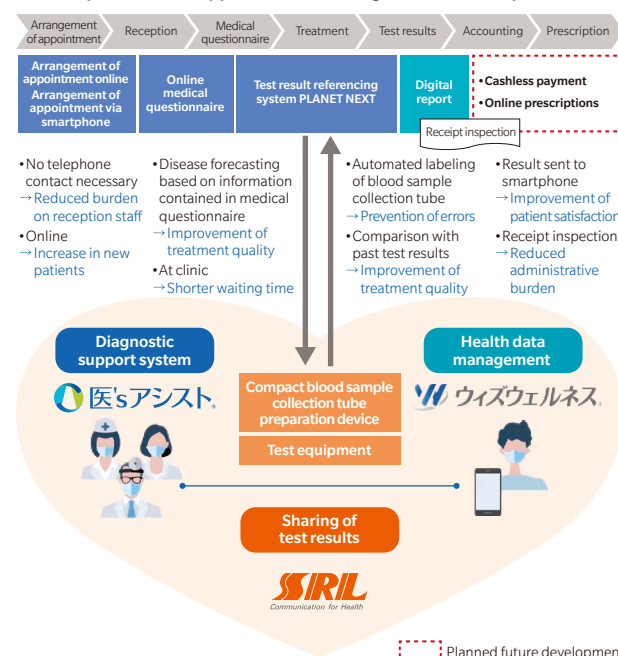 Arrangement
of appointment
Reception
Medical
questionnaire
Treatment
Test results
Accounting
Prescription
Arrangement of
appointment online
Arrangement of
appointment via
smartphone
Online
medical
questionnaire
Test result referencing
system PLANET NEXT
Digital
report
•Cashless payment
•Online prescriptions
Receipt inspection
•No telephone
contact necessary
→Reduced burden
on reception staff
•Online
→Increase in new
patients
•Disease forecasting
based on information
contained in medical
questionnaire
→Improvement of
treatment quality
•At clinic
→Shorter waiting time
•Automated labeling
of blood sample
collection tube
→Prevention of errors
•Comparison with
past test results
→Improvement of
treatment quality
•Result sent to
smartphone
→Improvement of
patient satisfaction
•Receipt inspection
→Reduced
administrative
burden
Diagnostic
support system
医'sアシスト®
Health data
management
ウィズウェルネス®
Compact blood sample
collection tube
preparation device
Test equipment
Sharing of
test results
SRL
Communication for Health
Planned future developmen